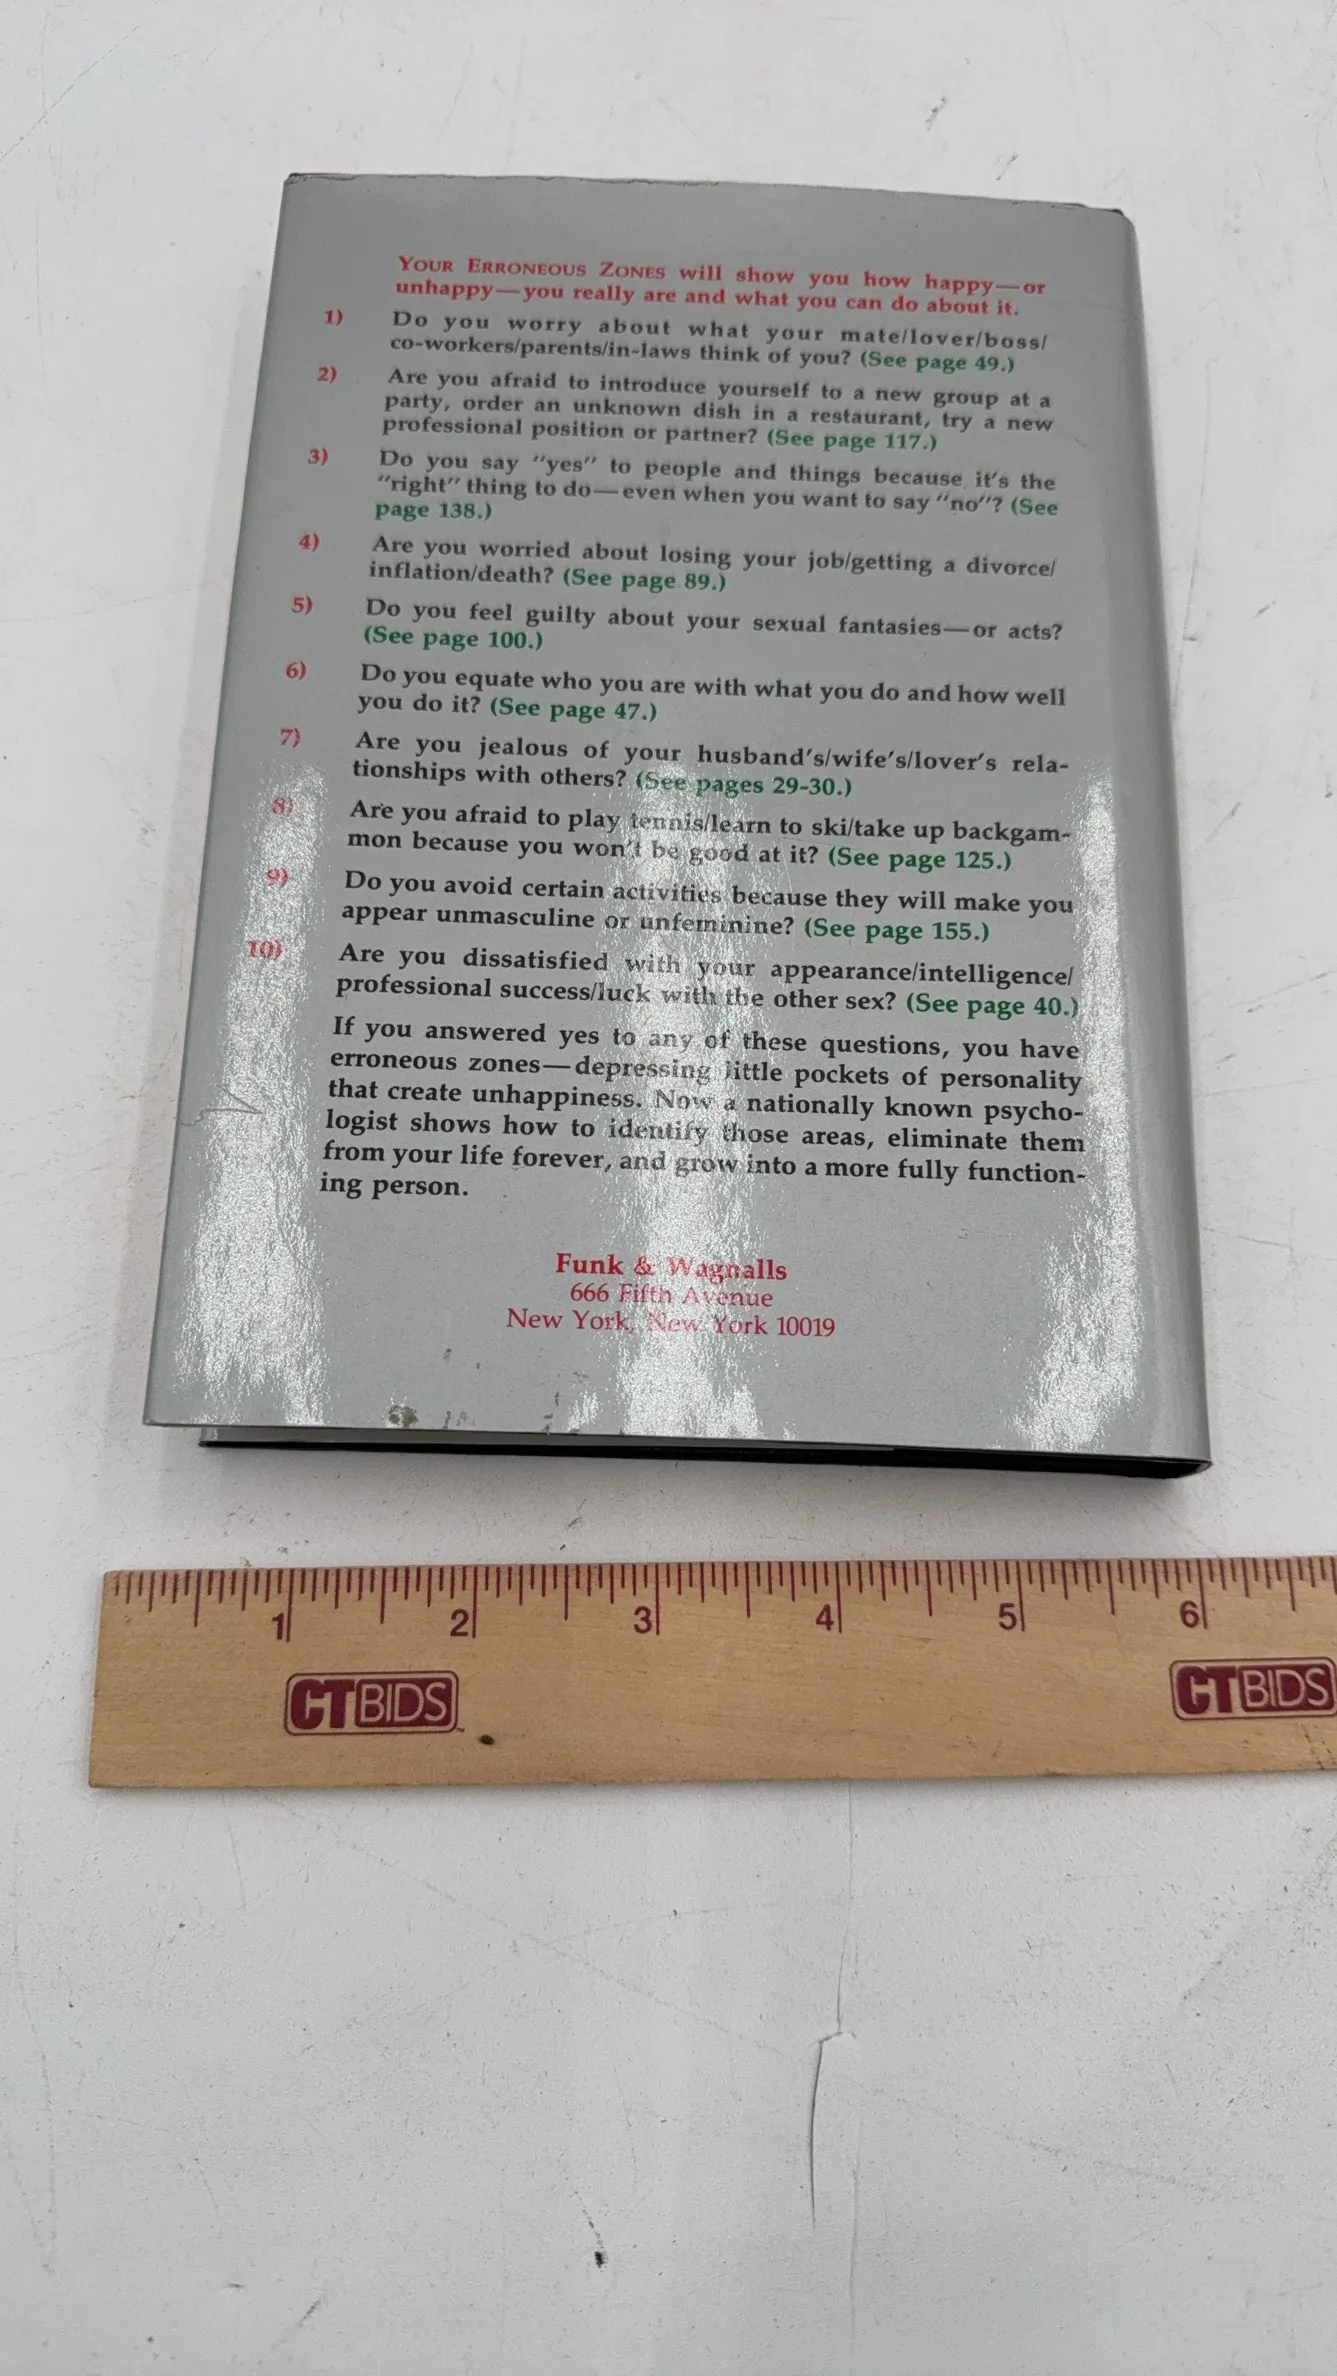 YOUR ERRONEOUS ZONES will show you how happy—or
unhappy—you really are and what you can do about it.
1) Do you worry about what your mate/lover/boss/
co-workers/parents/in-laws think of you? (See page 49.)
2) Are you afraid to introduce yourself to a new group at a
party, order an unknown dish in a restaurant, try a new
professional position or partner? (See page 117.)
3) Do you say "yes" to people and things because it's the
"right" thing to do—even when you want to say "no"? (See
page 138.)
4) Are you worried about losing your job/getting a divorce/
inflation/death? (See page 89.)
5) Do you feel guilty about your sexual fantasies—or acts?
(See page 100.)
6) Do you equate who you are with what you do and how well
you do it? (See page 47.)
7) Are you jealous of your husband's/wife's/lover's rela-
tionships with others? (See pages 29-30.)
8) Are you afraid to play tennis/learn to ski/take up backgam-
mon because you won't be good at it? (See page 125.)
9) Do you avoid certain activities because they will make you
appear unmasculine or unfeminine? (See page 155.)
10) Are you dissatisfied with your appearance/intelligence/
professional success/luck with the other sex? (See page 40.)
If you answered yes to any of these questions, you have
erroneous zones—depressing little pockets of personality
that create unhappiness. Now a nationally known psycho-
logist shows how to identify those areas, eliminate them
from your life forever, and grow into a more fully function-
ing person.
Funk & Wagnalls
666 Fifth Avenue
New York, New York 10019
1 2 3 4 5 6
CTBIDS™ CTBIDS